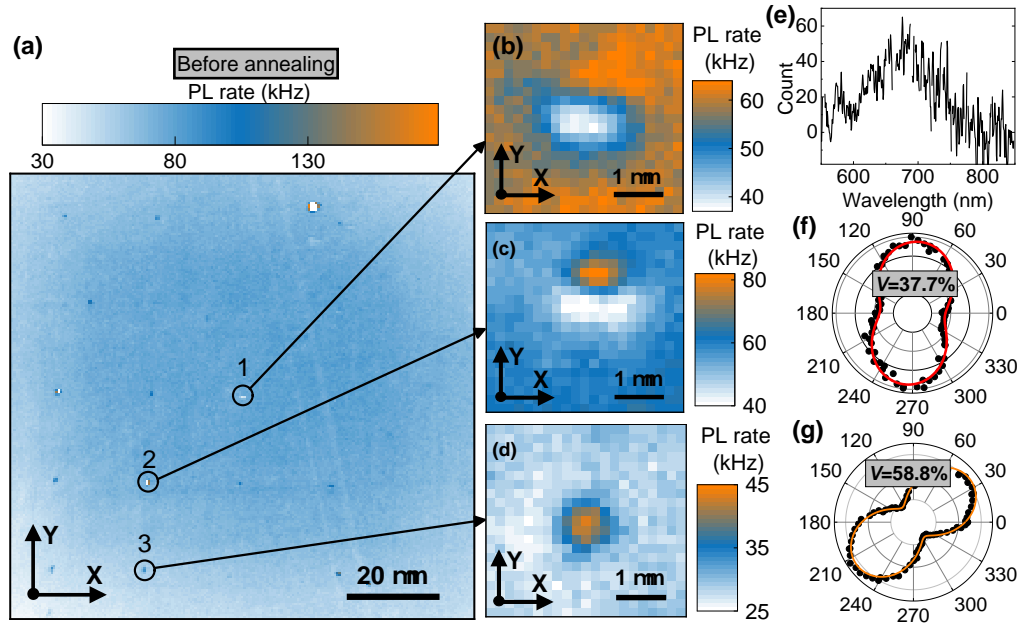 (a)
Before annealing
PL rate (kHz)
30 80 130
1
2
3
Y
X
20 mm
(b)
PL rate
(kHz)
60
50
40
Y
X
1 mm
(c)
PL rate
(kHz)
80
60
40
Y
X
1 mm
(d)
PL rate
(kHz)
45
35
25
Y
X
1 mm
(e)
Count
60
40
20
0
600 700 800
Wavelength (nm)
(f)
90
120 60
150 30
V=37.7%
180 0
210 330
240 300
270
(g)
90
120 60
150 30
V=58.8%
180 0
210 330
240 300
270